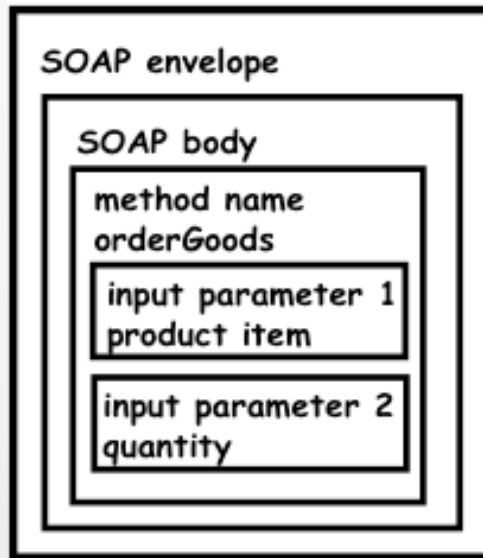 SOAP envelope
SOAP body
method name
orderGoods
input parameter 1
product item
input parameter 2
quantity